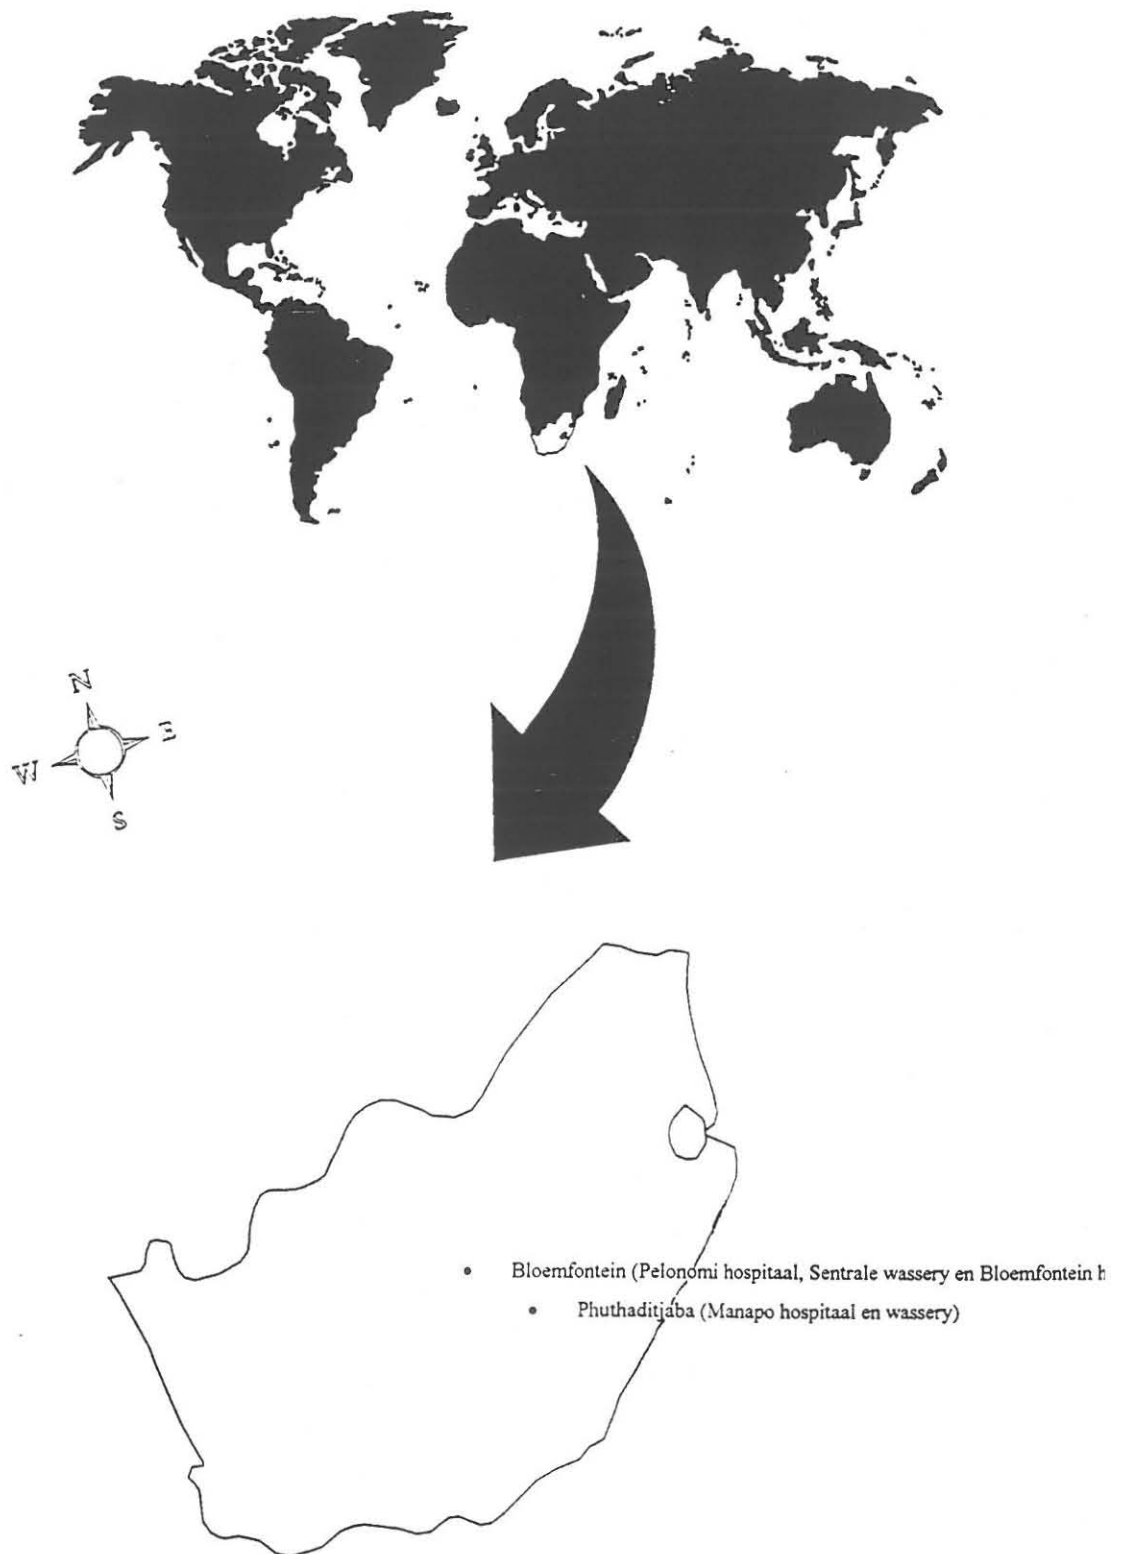 N
E
W
S
Bloemfontein (Pelonomi hospitaal, Sentrale wassery en Bloemfontein h
Phuthaditjaba (Manapo hospitaal en wassery)